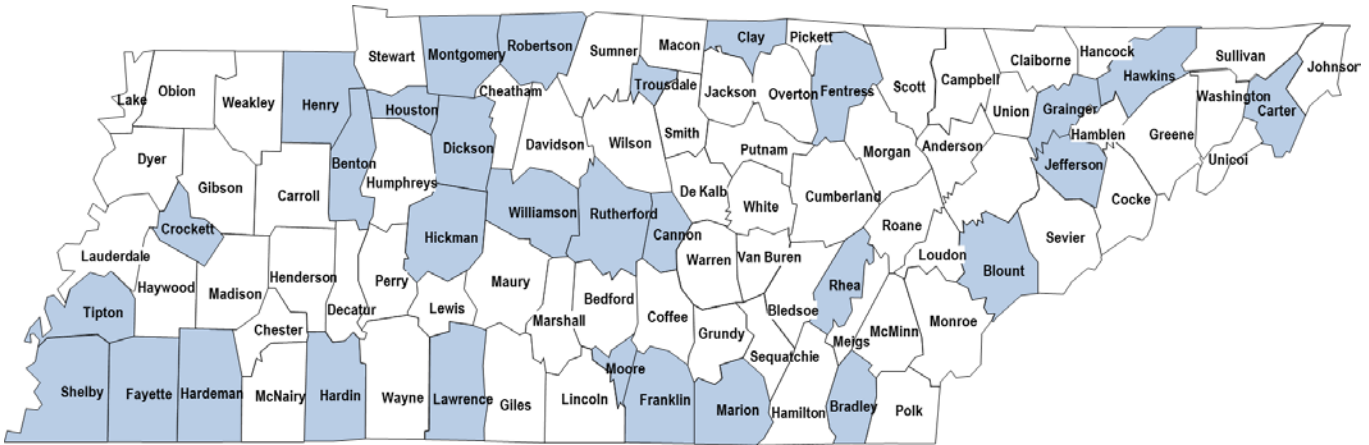 Stewart
Montgomery
Robertson
Sumner
Macon
Clay
Pickett
Scott
Campbell
Claiborne
Hancock
Hawkins
Sullivan
Johnson
Lake
Obion
Weakley
Henry
Houston
Cheatham
Trousdale
Jackson
Overton
Fentress
Union
Grainger
Washington
Carter
Dyer
Gibson
Carroll
Benton
Humphreys
Dickson
Davidson
Wilson
Smith
Putnam
Morgan
Anderson
Hamblen
Greene
Unicoi
Jefferson
Crockett
Williamson
Rutherford
De Kalb
White
Cumberland
Cocke
Lauderdale
Haywood
Madison
Henderson
Decatur
Perry
Hickman
Maury
Cannon
Warren
Van Buren
Roane
Loudon
Blount
Sevier
Tipton
Chester
Lewis
Marshall
Bedford
Coffee
Grundy
Bledsoe
Rhea
Meigs
McMinn
Monroe
Sequatchie
Shelby
Fayette
Hardeman
McNairy
Hardin
Wayne
Lawrence
Giles
Lincoln
Moore
Franklin
Marion
Hamilton
Bradley
Polk